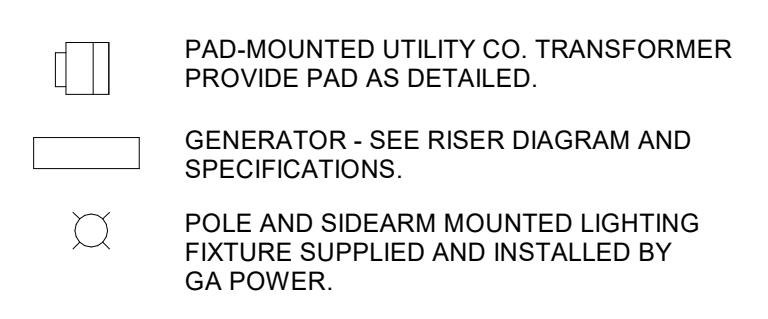 PAD-MOUNTED UTILITY CO. TRANSFORMER
PROVIDE PAD AS DETAILED.
GENERATOR - SEE RISER DIAGRAM AND
SPECIFICATIONS.
POLE AND SIDEARM MOUNTED LIGHTING
FIXTURE SUPPLIED AND INSTALLED BY
GA POWER.